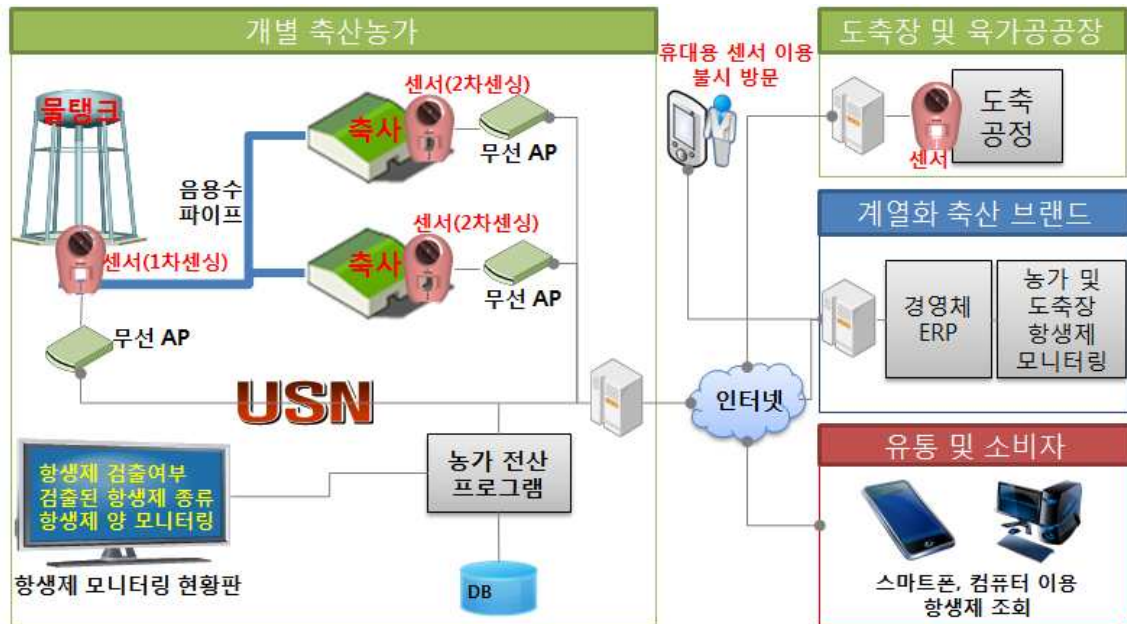 개별 축산농가
물탱크
음용수
파이프
센서(1차센싱)
무선 AP
센서(2차센싱)
축사
무선 AP
센서(2차센싱)
축사
무선 AP
USN
항생제 검출여부
검출된 항생제 종류
항생제 양 모니터링
항생제 모니터링 현황판
농가 전산
프로그램
DB
휴대용 센서 이용
불시 방문
인터넷
도축장 및 육가공공장
센서
도축
공정
계열화 축산 브랜드
경영체
ERP
농가 및
도축장
항생제
모니터링
유통 및 소비자
스마트폰, 컴퓨터 이용
항생제 조회